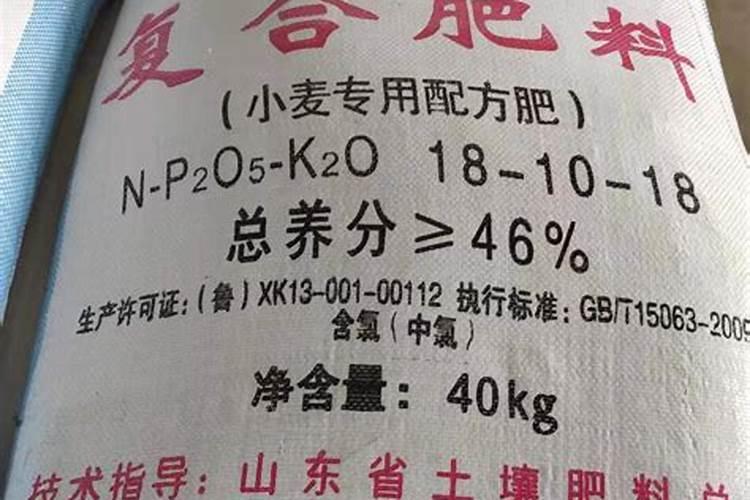 复合肥料
(小麦专用配方肥)
N-P2O5-K2O 18-10-18
总养分≥46%
生产许可证:(鲁)XK13-001-00112 执行标准:GB/T15063-2009
含氯(中氯)
净含量: 40kg
技术指导: 山东省土壤肥料总